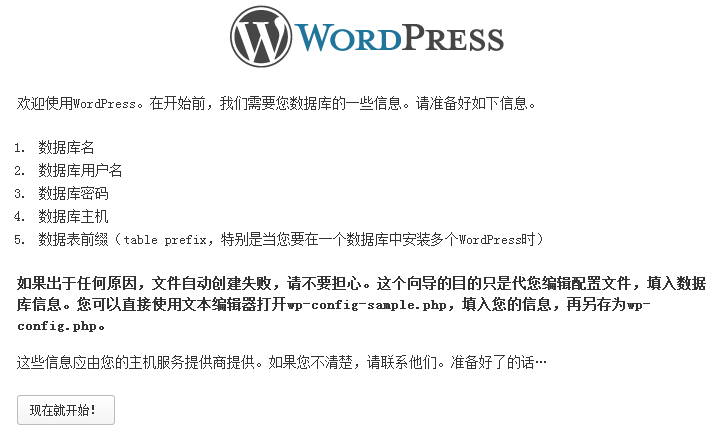 WORDPRESS
欢迎使用WordPress。在开始前，我们需要您数据库的一些信息。请准备好如下信息。
1. 数据库名
2. 数据库用户名
3. 数据库密码
4. 数据库主机
5. 数据表前缀（table prefix，特别是当您要在一个数据库中安装多个WordPress时）
如果出于任何原因，文件自动创建失败，请不要担心。这个向导的目的只是代您编辑配置文件，填入数据
库信息。您可以直接使用文本编辑器打开wp-config-sample.php，填入您的信息，再另存为wp-
config.php。
这些信息应由您的主机服务提供商提供。如果您不清楚，请联系他们。准备好了的话…
现在就开始！